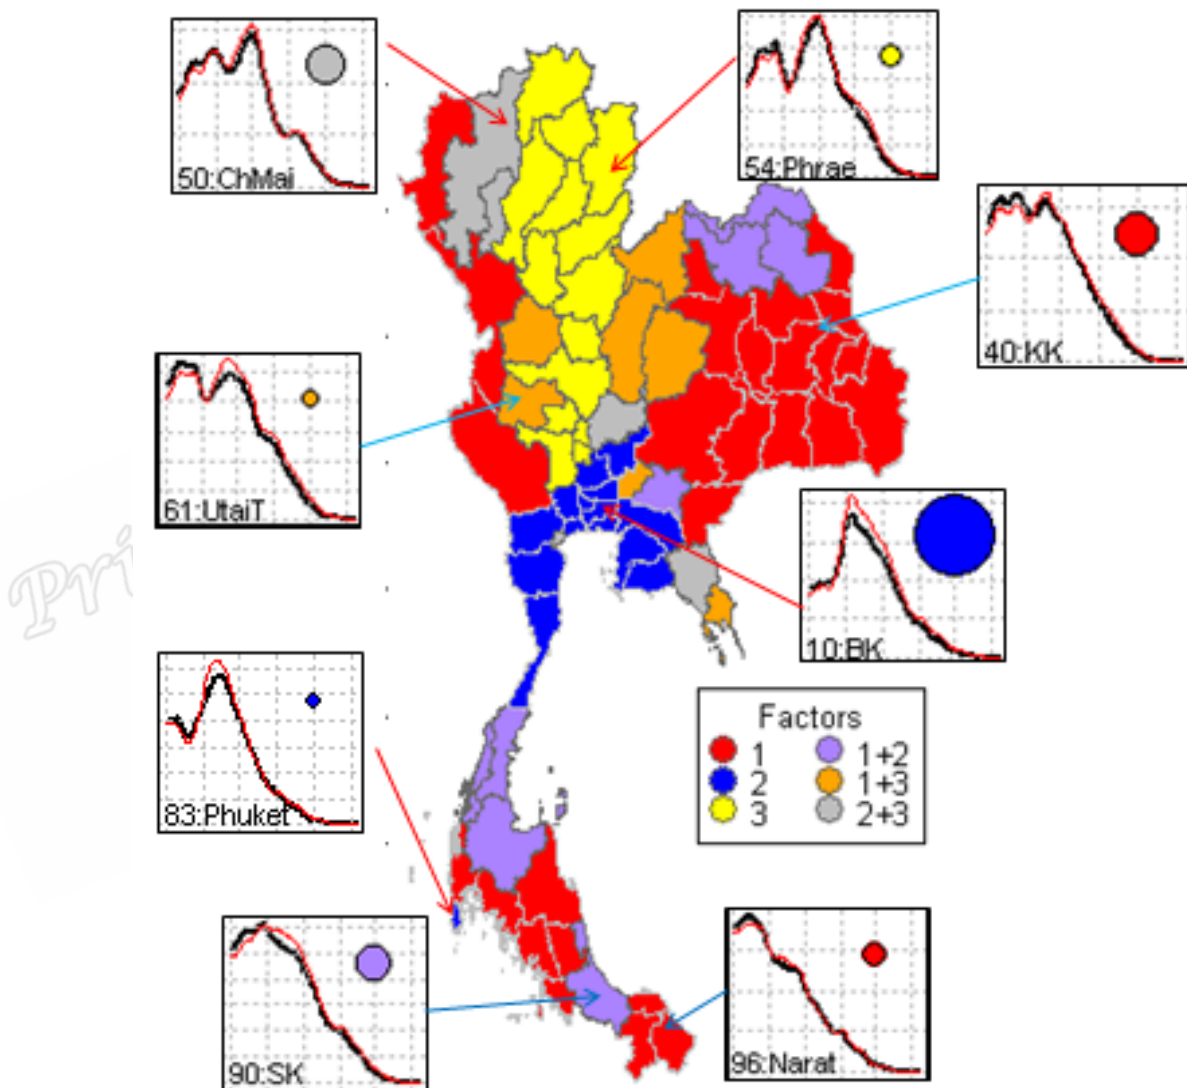 50:ChMai
54:Phrae
40:KK
61:UtaiT
Pri
10:BK
83:Phuket
Factors
1 1+2
2 1+3
3 2+3
90:SK
96:Narat